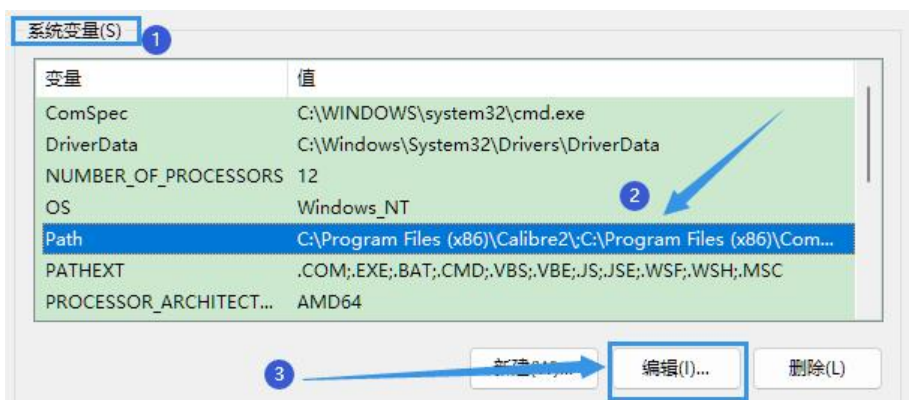 系统变量(S)
1
变量 值
ComSpec C:\WINDOWS\system32\cmd.exe
DriverData C:\Windows\System32\Drivers\DriverData
NUMBER_OF_PROCESSORS 12
OS Windows_NT
2
Path C:\Program Files (x86)\Calibre2\;C:\Program Files (x86)\Com...
PATHEXT .COM;.EXE;.BAT;.CMD;.VBS;.VBE;.JS;.JSE;.WSF;.WSH;.MSC
PROCESSOR_ARCHITECT... AMD64
3 编辑(I)... 删除(L)